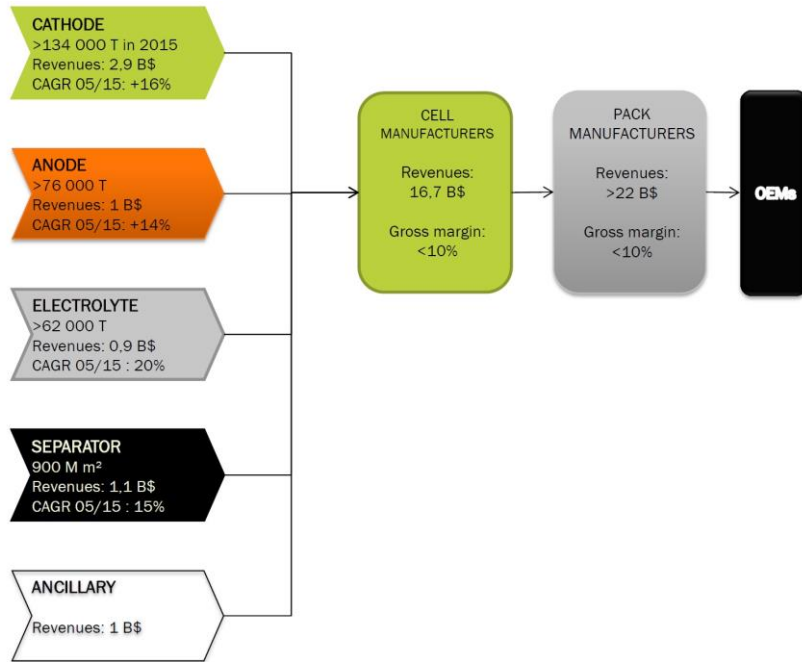 CATHODE
>134 000 T in 2015
Revenues: 2,9 B$
CAGR 05/15: +16%
ANODE
>76 000 T
Revenues: 1 B$
CAGR 05/15: +14%
ELECTROLYTE
>62 000 T
Revenues: 0,9 B$
CAGR 05/15 : 20%
SEPARATOR
900 M m²
Revenues: 1,1 B$
CAGR 05/15 : 15%
ANCILLARY
Revenues: 1 B$
CELL
MANUFACTURERS
Revenues:
16,7 B$
Gross margin:
<10%
PACK
MANUFACTURERS
Revenues:
>22 B$
Gross margin:
<10%
OEMs